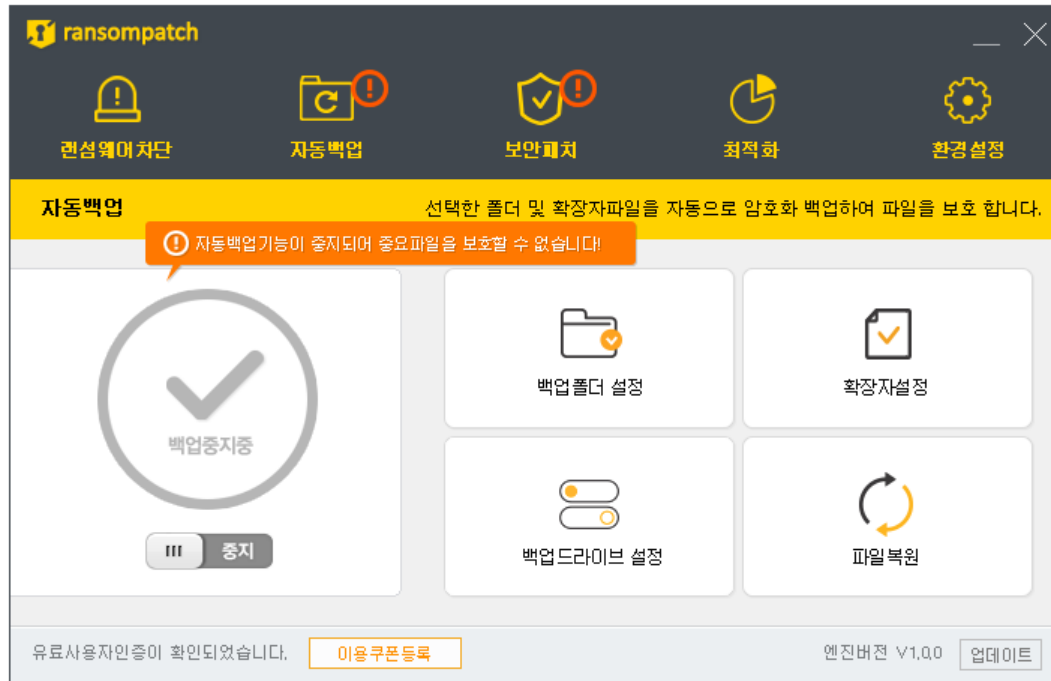 ransompatch
랜섬웨어차단 자동백업 보안패치 최적화 환경설정
자동백업 선택한 폴더 및 확장자파일을 자동으로 암호화 백업하여 파일을 보호 합니다.
자동백업기능이 중지되어 중요파일을 보호할 수 없습니다!
백업중지중
중지
백업폴더 설정
확장자설정
백업드라이브 설정
파일복원
유료사용자인증이 확인되었습니다. 이용쿠폰등록 엔진버전 V1.0.0 업데이트